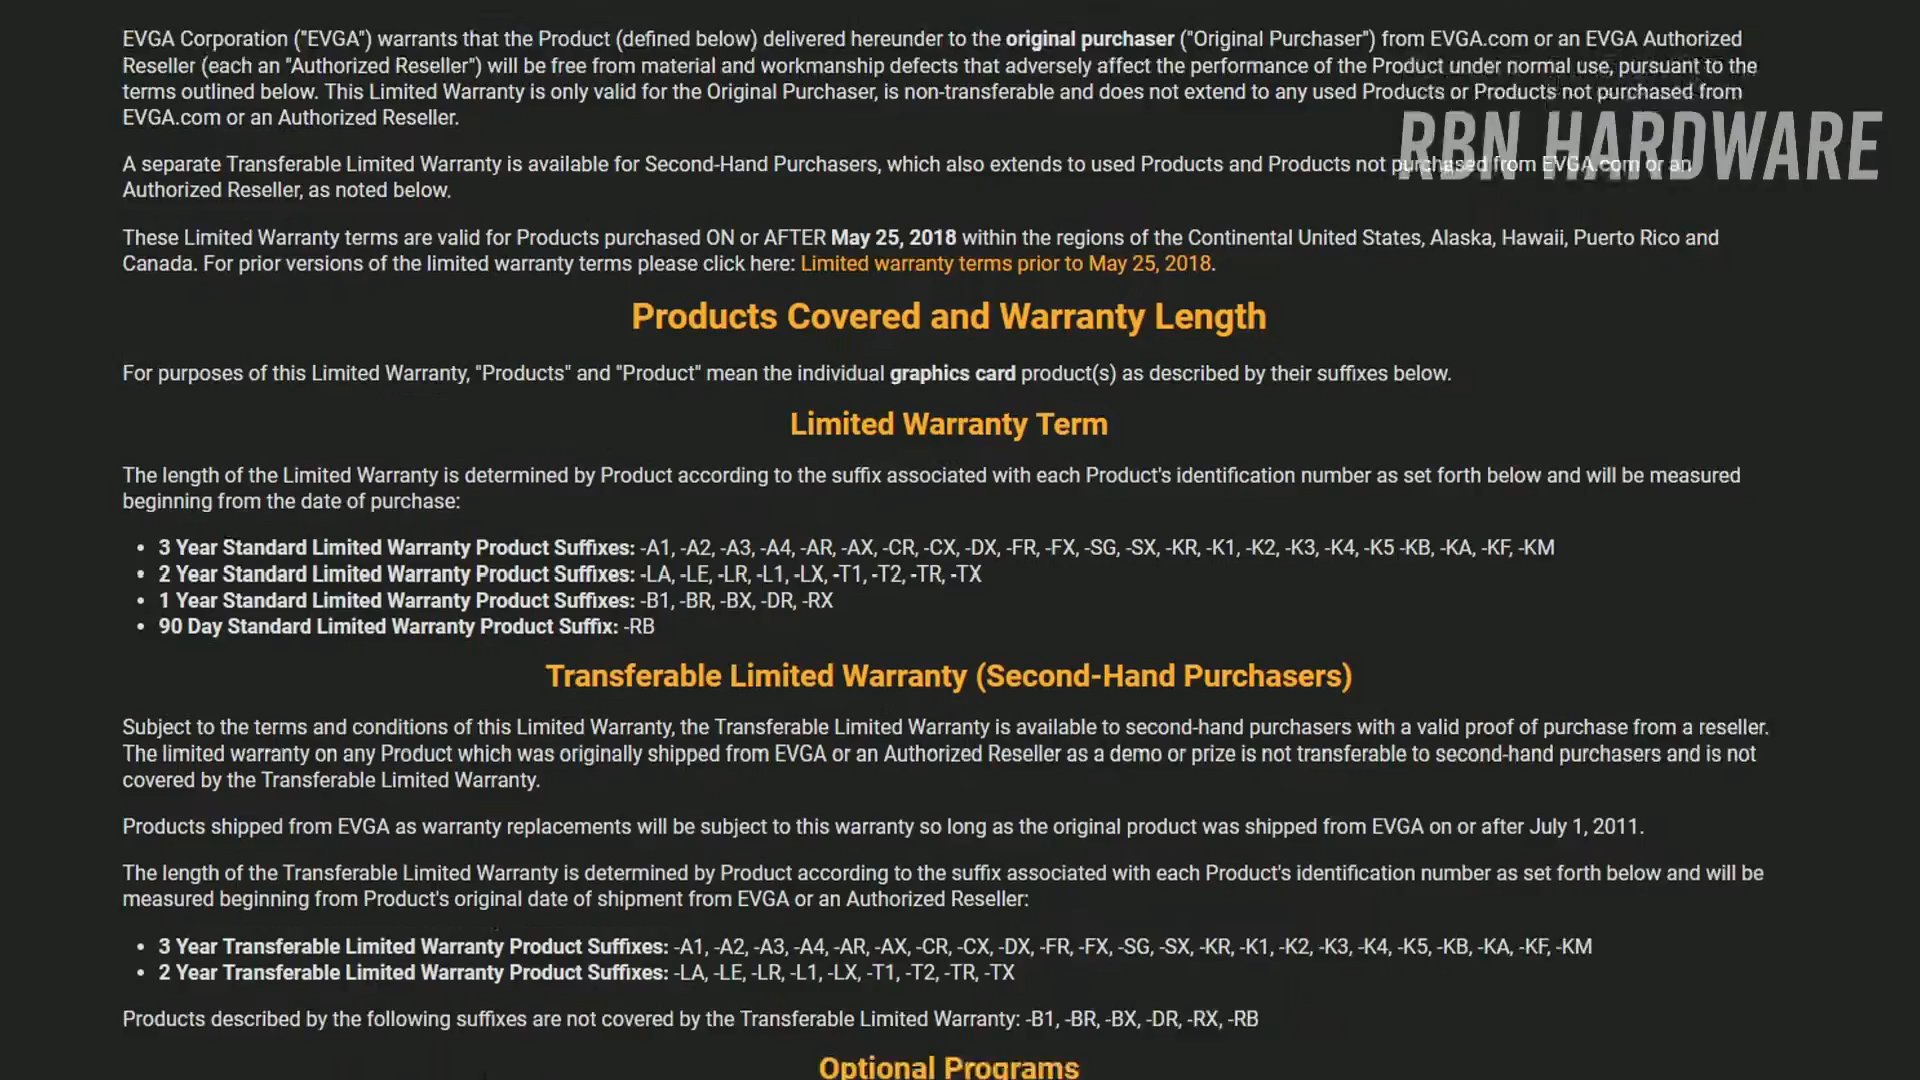 EVGA Corporation ("EVGA") warrants that the Product (defined below) delivered hereunder to the original purchaser ("Original Purchaser") from EVGA.com or an EVGA Authorized
Reseller (each an "Authorized Reseller") will be free from material and workmanship defects that adversely affect the performance of the Product under normal use, pursuant to the
terms outlined below. This Limited Warranty is only valid for the Original Purchaser, is non-transferable and does not extend to any used Products or Products not purchased from
EVGA.com or an Authorized Reseller.
RBN HARDWARE
A separate Transferable Limited Warranty is available for Second-Hand Purchasers, which also extends to used Products and Products not purchased from EVGA.com or an
Authorized Reseller, as noted below.
These Limited Warranty terms are valid for Products purchased ON or AFTER May 25, 2018 within the regions of the Continental United States, Alaska, Hawaii, Puerto Rico and
Canada. For prior versions of the limited warranty terms please click here: Limited warranty terms prior to May 25, 2018.
Products Covered and Warranty Length
For purposes of this Limited Warranty, "Products" and "Product" mean the individual graphics card product(s) as described by their suffixes below.
Limited Warranty Term
The length of the Limited Warranty is determined by Product according to the suffix associated with each Product's identification number as set forth below and will be measured
beginning from the date of purchase:
• 3 Year Standard Limited Warranty Product Suffixes: -A1, -A2, -A3, -A4, -AR, -AX, -CR, -CX, -DX, -FR, -FX, -SG, -SX, -KR, -K1, -K2, -K3, -K4, -K5 -KB, -KA, -KF, -KM
• 2 Year Standard Limited Warranty Product Suffixes: -LA, -LE, -LR, -L1, -LX, -T1, -T2, -TR, -TX
• 1 Year Standard Limited Warranty Product Suffixes: -B1, -BR, -BX, -DR, -RX
• 90 Day Standard Limited Warranty Product Suffix: -RB
Transferable Limited Warranty (Second-Hand Purchasers)
Subject to the terms and conditions of this Limited Warranty, the Transferable Limited Warranty is available to second-hand purchasers with a valid proof of purchase from a reseller.
The limited warranty on any Product which was originally shipped from EVGA or an Authorized Reseller as a demo or prize is not transferable to second-hand purchasers and is not
covered by the Transferable Limited Warranty.
Products shipped from EVGA as warranty replacements will be subject to this warranty so long as the original product was shipped from EVGA on or after July 1, 2011.
The length of the Transferable Limited Warranty is determined by Product according to the suffix associated with each Product's identification number as set forth below and will be
measured beginning from Product's original date of shipment from EVGA or an Authorized Reseller:
• 3 Year Transferable Limited Warranty Product Suffixes: -A1, -A2, -A3, -A4, -AR, -AX, -CR, -CX, -DX, -FR, -FX, -SG, -SX, -KR, -K1, -K2, -K3, -K4, -K5, -KB, -KA, -KF, -KM
• 2 Year Transferable Limited Warranty Product Suffixes: -LA, -LE, -LR, -L1, -LX, -T1, -T2, -TR, -TX
Products described by the following suffixes are not covered by the Transferable Limited Warranty: -B1, -BR, -BX, -DR, -RX, -RB
Optional Programs